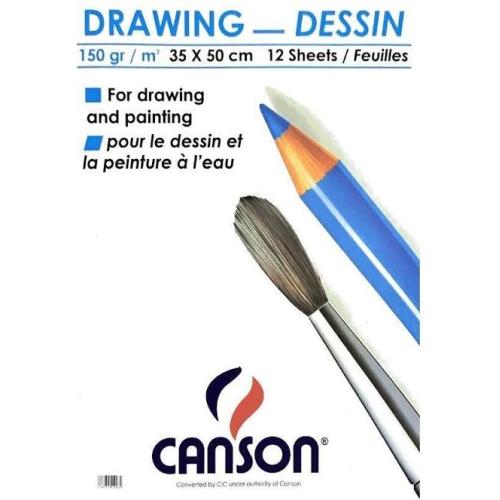 DRAWING — DESSIN
150 gr / m² 35 X 50 cm 12 Sheets / Feuilles
For drawing
and painting
pour le dessin et
la peinture à l'eau
CANSON®
Converted by CIC under authority of Canson